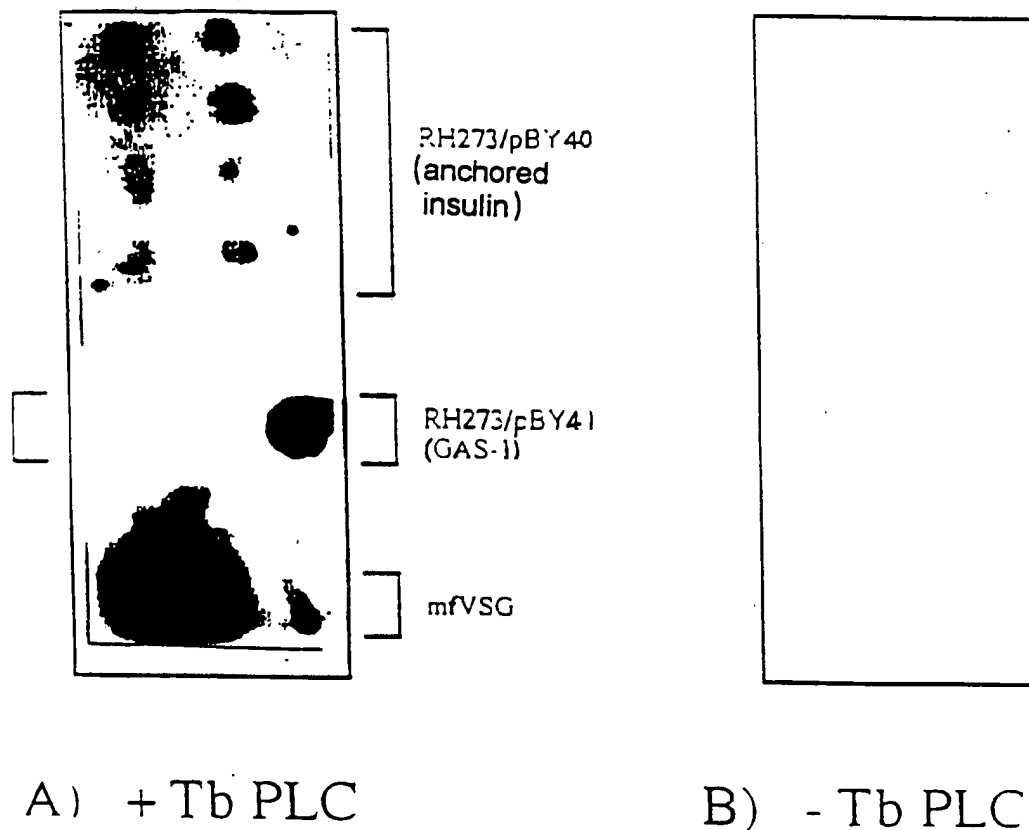 RH273/pBY40
(anchored
insulin)
RH273/pBY41
(GAS-1)
mfVSG
A) + Tb PLC
B) - Tb PLC